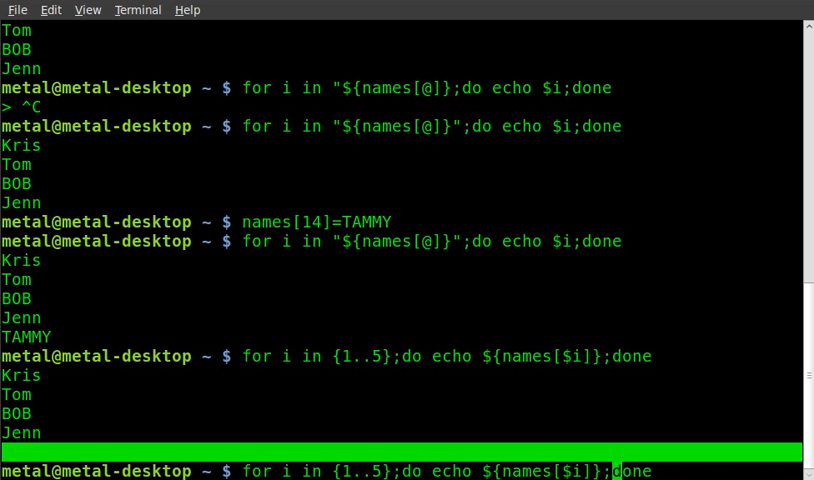 File Edit View Terminal Help
Tom
BOB
Jenn
metal@metal-desktop ~ $ for i in "${names[@]};do echo $i;done
> ^C
metal@metal-desktop ~ $ for i in "${names[@]}";do echo $i;done
Kris
Tom
BOB
Jenn
metal@metal-desktop ~ $ names[14]=TAMMY
metal@metal-desktop ~ $ for i in "${names[@]}";do echo $i;done
Kris
Tom
BOB
Jenn
TAMMY
metal@metal-desktop ~ $ for i in {1..5};do echo ${names[$i]};done
Kris
Tom
BOB
Jenn
metal@metal-desktop ~ $ for i in {1..5};do echo ${names[$i]};done